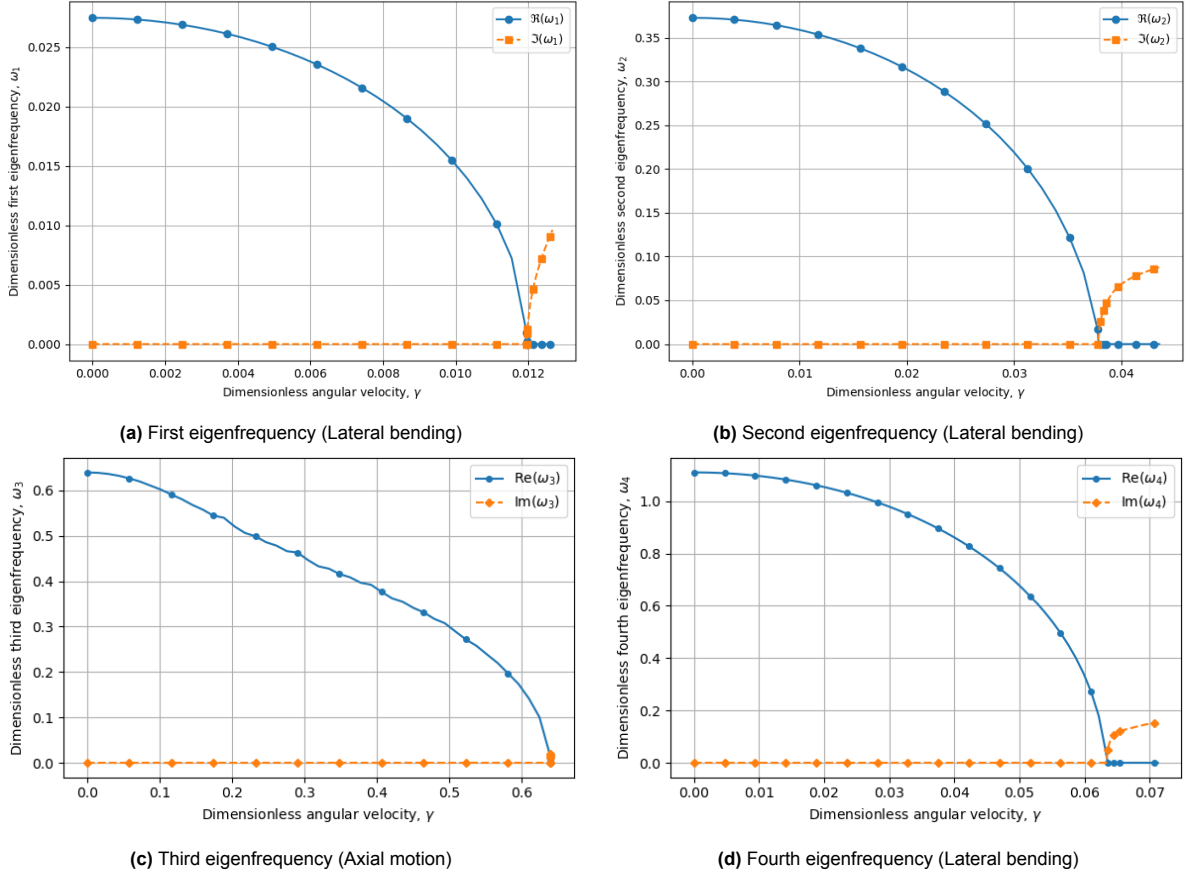 0.025
0.020
0.015
0.010
0.005
0.000
Dimensionless first eigenfrequency, ω₁
ℜ(ω₁)
ℑ(ω₁)
0.000 0.002 0.004 0.006 0.008 0.010 0.012
Dimensionless angular velocity, γ
(a) First eigenfrequency (Lateral bending)
0.35
0.30
0.25
0.20
0.15
0.10
0.05
0.00
Dimensionless second eigenfrequency, ω₂
ℜ(ω₂)
ℑ(ω₂)
0.00 0.01 0.02 0.03 0.04
Dimensionless angular velocity, γ
(b) Second eigenfrequency (Lateral bending)
0.6
0.5
0.4
0.3
0.2
0.1
0.0
Dimensionless third eigenfrequency, ω₃
Re(ω₃)
Im(ω₃)
0.0 0.1 0.2 0.3 0.4 0.5 0.6
Dimensionless angular velocity, γ
(c) Third eigenfrequency (Axial motion)
1.0
0.8
0.6
0.4
0.2
0.0
Dimensionless fourth eigenfrequency, ω₄
Re(ω₄)
Im(ω₄)
0.00 0.01 0.02 0.03 0.04 0.05 0.06 0.07
Dimensionless angular velocity, γ
(d) Fourth eigenfrequency (Lateral bending)